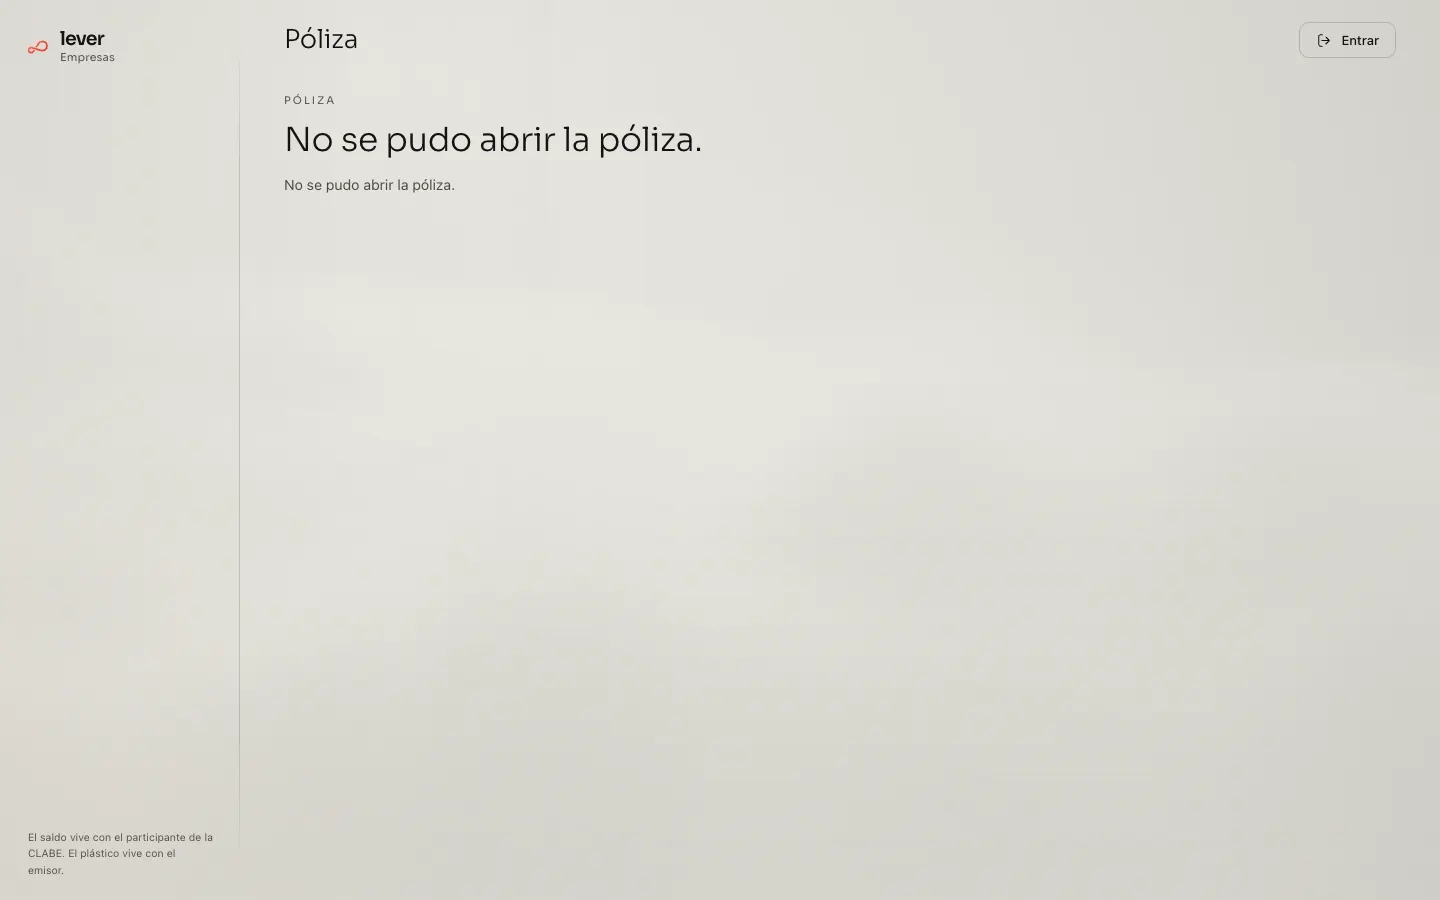 lever
Empresas
Póliza
Entrar
PÓLIZA
No se pudo abrir la póliza.
No se pudo abrir la póliza.
El saldo vive con el participante de la
CLABE. El plástico vive con el
emisor.